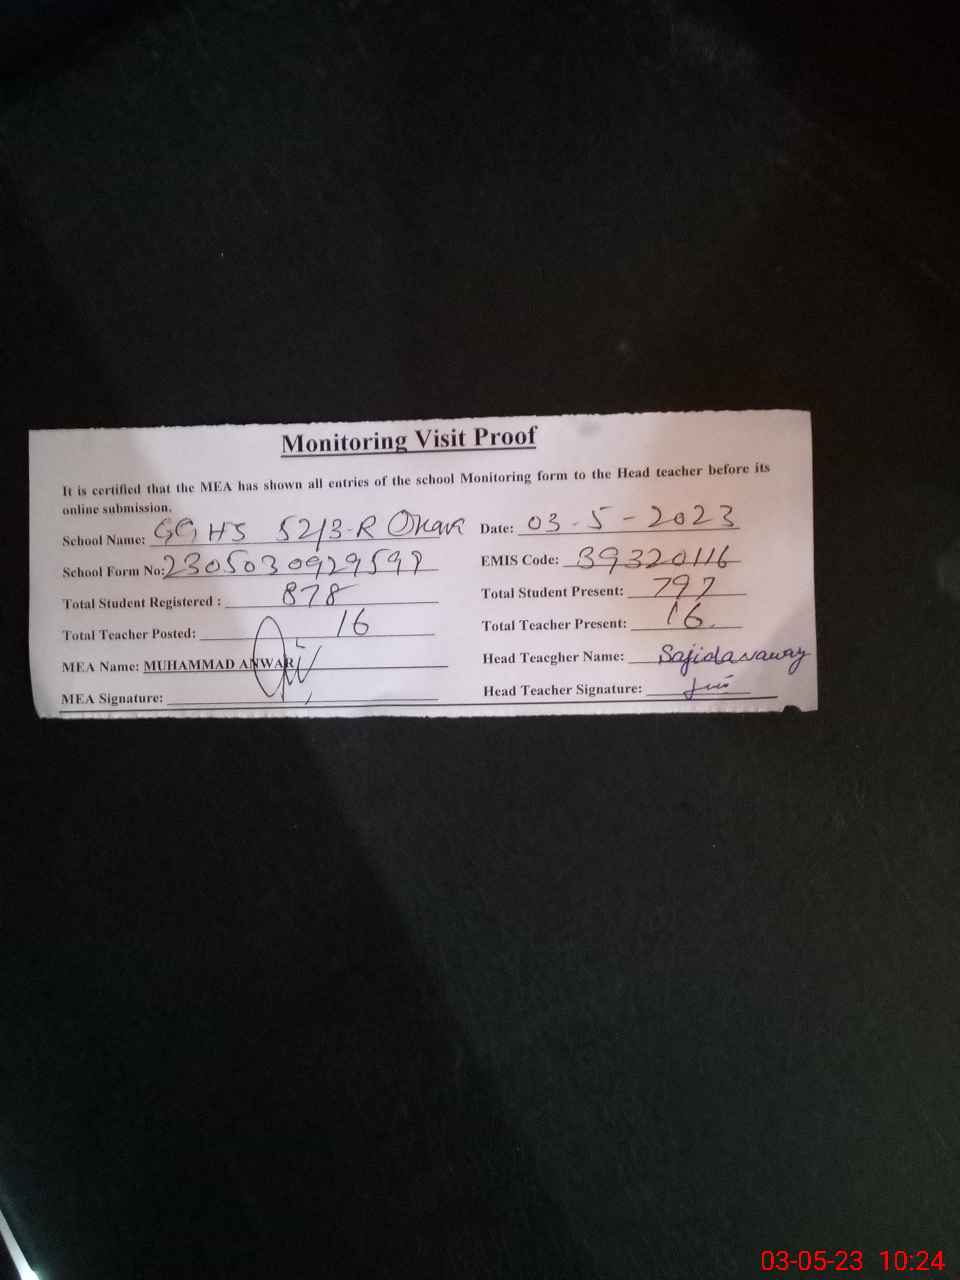 Monitoring Visit Proof
It is certified that the MEA has shown all entries of the school Monitoring form to the Head teacher before its
online submission.
School Name: GGHS 52/3-R Okara Date: 03-5-2023
School Form No: EMIS Code: 39320116
Total Student Registered : 878 Total Student Present: 797
Total Teacher Posted: 16 Total Teacher Present: 16
MEA Name: MUHAMMAD ANWAR Head Teacgher Name: Sajida
MEA Signature: Head Teacher Signature:
03-05-23 10:24